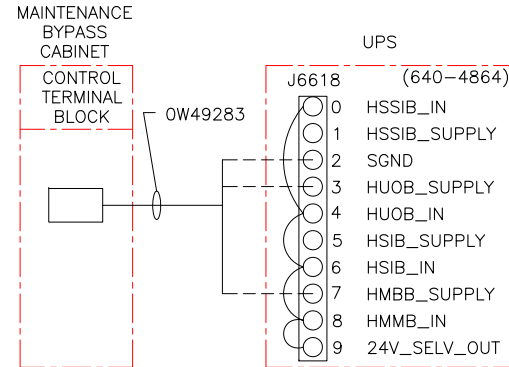 MAINTENANCE
BYPASS
CABINET
UPS
CONTROL
TERMINAL
BLOCK
J6618
(640-4864)
0W49283
0 HSSIB_IN
1 HSSIB_SUPPLY
2 SGND
3 HUOB_SUPPLY
4 HUOB_IN
5 HSIB_SUPPLY
6 HSIB_IN
7 HMBB_SUPPLY
8 HMMB_IN
9 24V_SELV_OUT